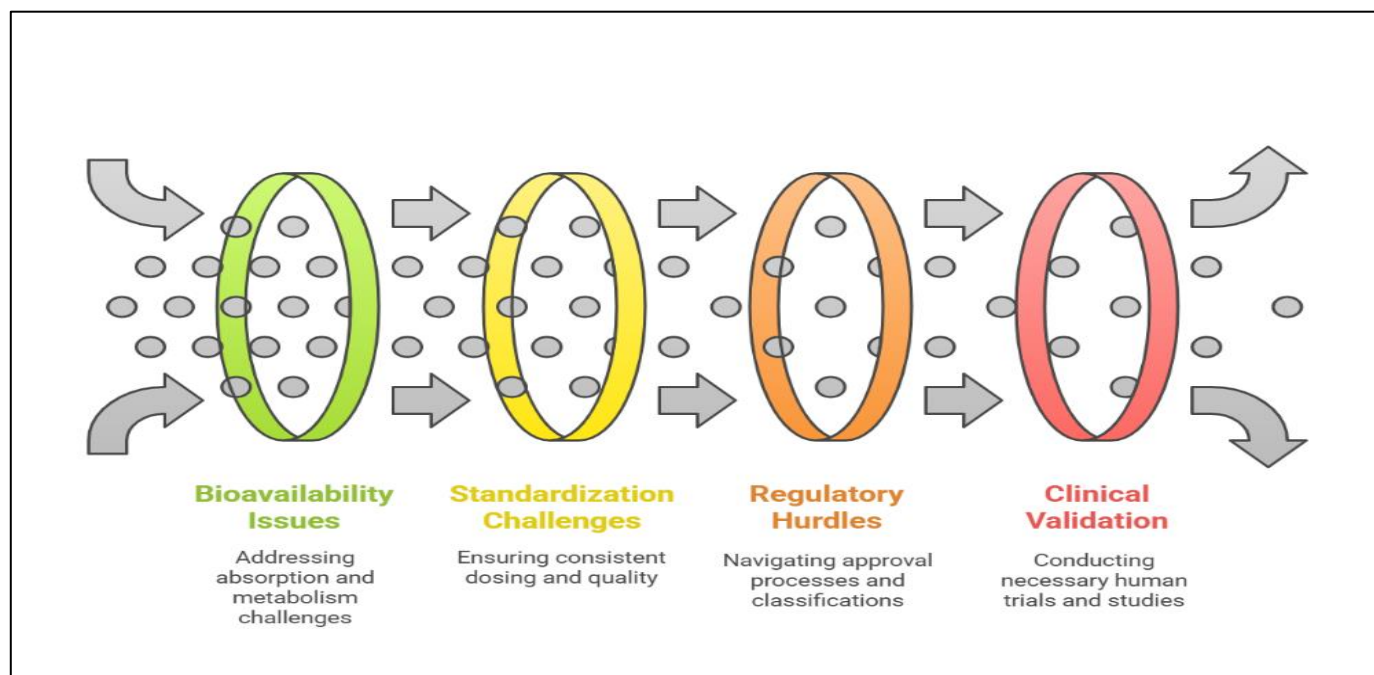 Bioavailability
Issues
Addressing
absorption and
metabolism
challenges
Standardization
Challenges
Ensuring consistent
dosing and quality
Regulatory
Hurdles
Navigating approval
processes and
classifications
Clinical
Validation
Conducting
necessary human
trials and studies